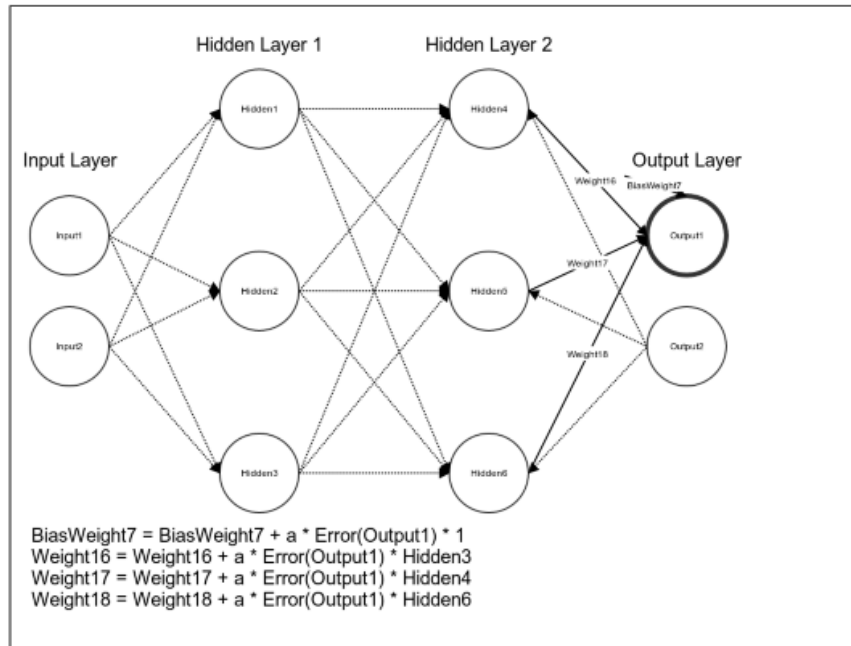 Hidden Layer 1
Hidden Layer 2
Hidden1
Hidden4
Input Layer
Output Layer
Weight16
BiasWeight7
Input1
Output1
Weight17
Hidden2
Hidden5
Input2
Output2
Weight18
Hidden3
Hidden6
BiasWeight7 = BiasWeight7 + a * Error(Output1) * 1
Weight16 = Weight16 + a * Error(Output1) * Hidden3
Weight17 = Weight17 + a * Error(Output1) * Hidden4
Weight18 = Weight18 + a * Error(Output1) * Hidden6